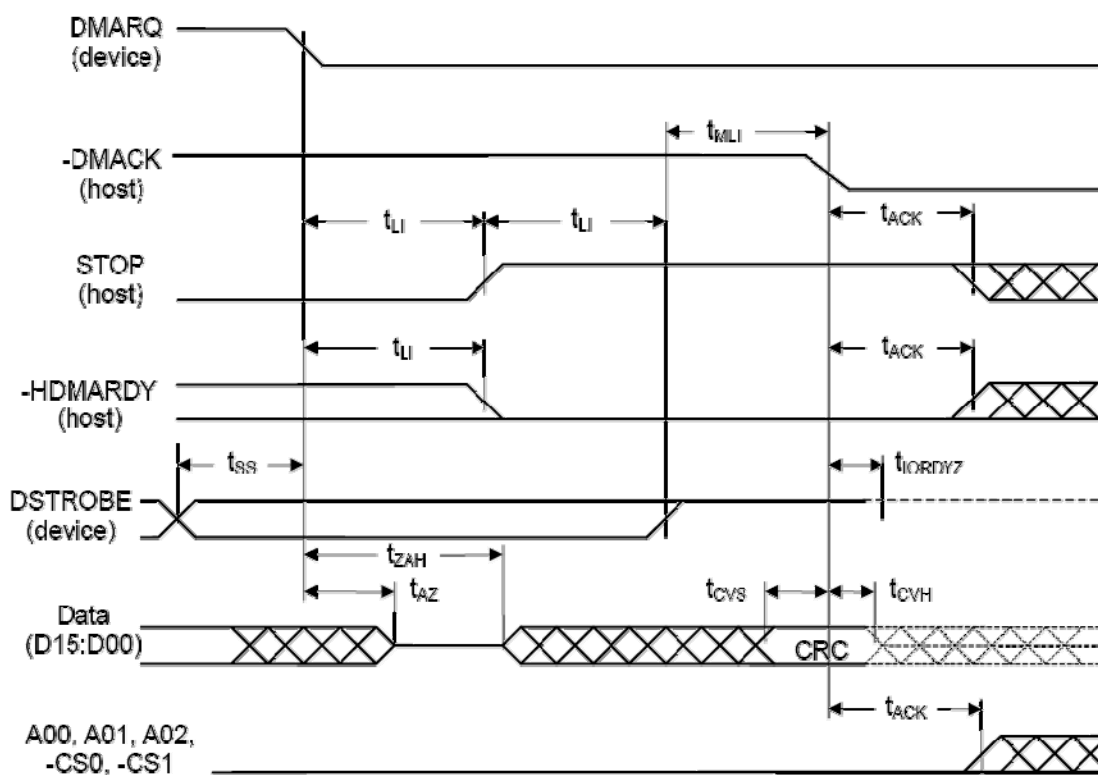 DMARQ
(device)
tMLI
-DMACK
(host)
tLI
tLI
tACK
STOP
(host)
tLI
tACK
-HDMARDY
(host)
tSS
tIORDYZ
DSTROBE
(device)
tZAH
tAZ
tCVS
tCVH
Data
(D15:D00)
CRC
tACK
A00, A01, A02,
-CS0, -CS1